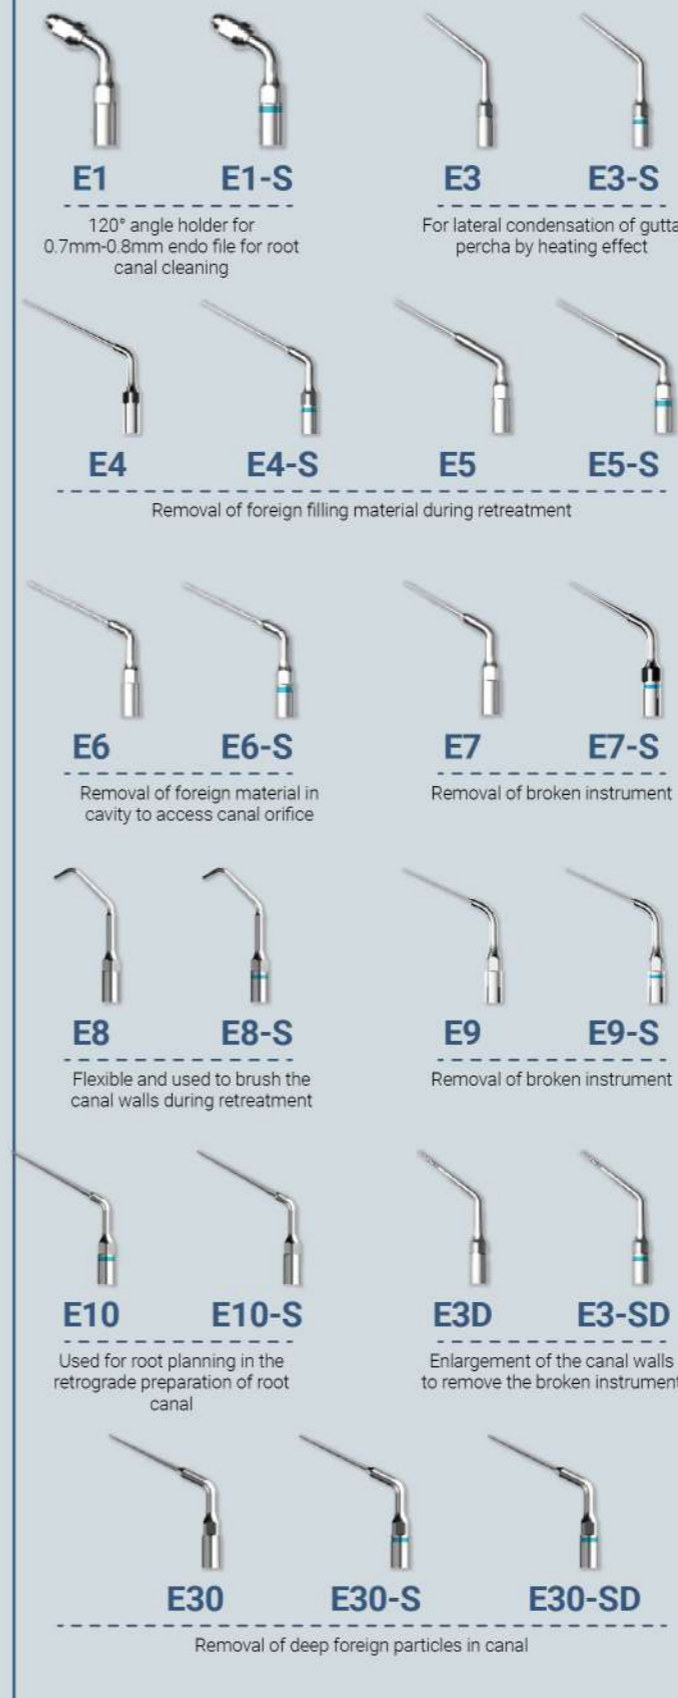 E1 E1-S E3 E3-S
120° angle holder for
0.7mm-0.8mm endo file for root
canal cleaning
For lateral condensation of gutta
percha by heating effect
E4 E4-S E5 E5-S
Removal of foreign filling material during retreatment
E6 E6-S E7 E7-S
Removal of foreign material in
cavity to access canal orifice
Removal of broken instrument
E8 E8-S E9 E9-S
Flexible and used to brush the
canal walls during retreatment
Removal of broken instrument
E10 E10-S E3D E3-SD
Used for root planning in the
retrograde preparation of root
canal
Enlargement of the canal walls
to remove the broken instrument
E30 E30-S E30-SD
Removal of deep foreign particles in canal